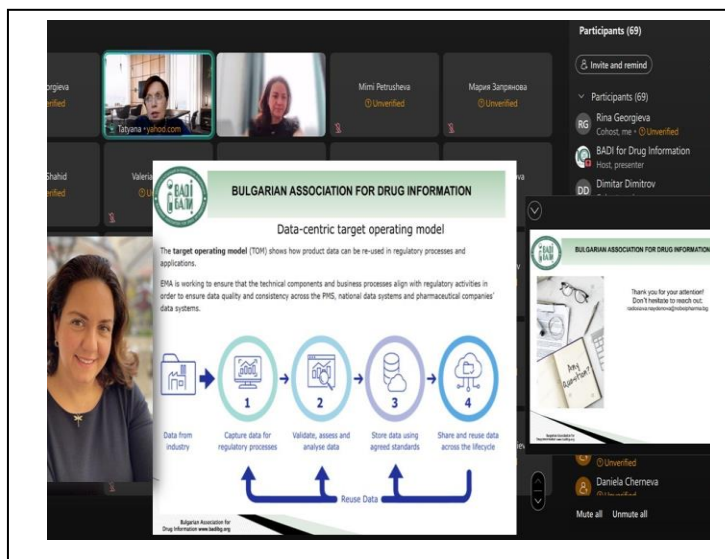 Participants (69)
Invite and remind
Participants (69)
Rina Georgieva
Cohost, me • Unverified
BADI for Drug Information
Host, presenter
Dimitar Dimitrov
RG
DD
Unverified
Tatyana • yahoo.com
Mimi Petrusheva
Unverified
Мария Запрянова
Unverified
Shahid
Valeria
BADI
БАЛИ
BULGARIAN ASSOCIATION FOR DRUG INFORMATION
Data-centric target operating model
The target operating model (TOM) shows how product data can be re-used in regulatory processes and
applications.
EMA is working to ensure that the technical components and business processes align with regulatory activities in
order to ensure data quality and consistency across the PMS, national data systems and pharmaceutical companies'
data systems.
1
2
3
4
Data from
industry
Capture data for
regulatory processes
Validate, assess and
analyse data
Store data using
agreed standards
Share and reuse data
across the lifecycle
Reuse Data
Bulgarian Association for
Drug Information www.badibg.org
BULGARIAN ASSOCIATION FOR DRUG INFORMATION
Thank you for your attention!
Don't hesitate to reach out:
Any
Question?
Unverified
Daniela Cherneva
Unverified
Mute all
Unmute all